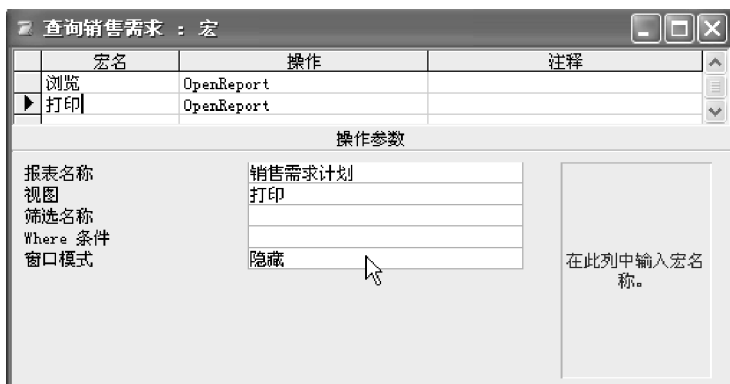 查询销售需求 : 宏
宏名 操作 注释
浏览 OpenReport
打印 OpenReport
操作参数
报表名称 销售需求计划
视图 打印
筛选名称
Where 条件
窗口模式 隐藏
在此列中输入宏名
称。